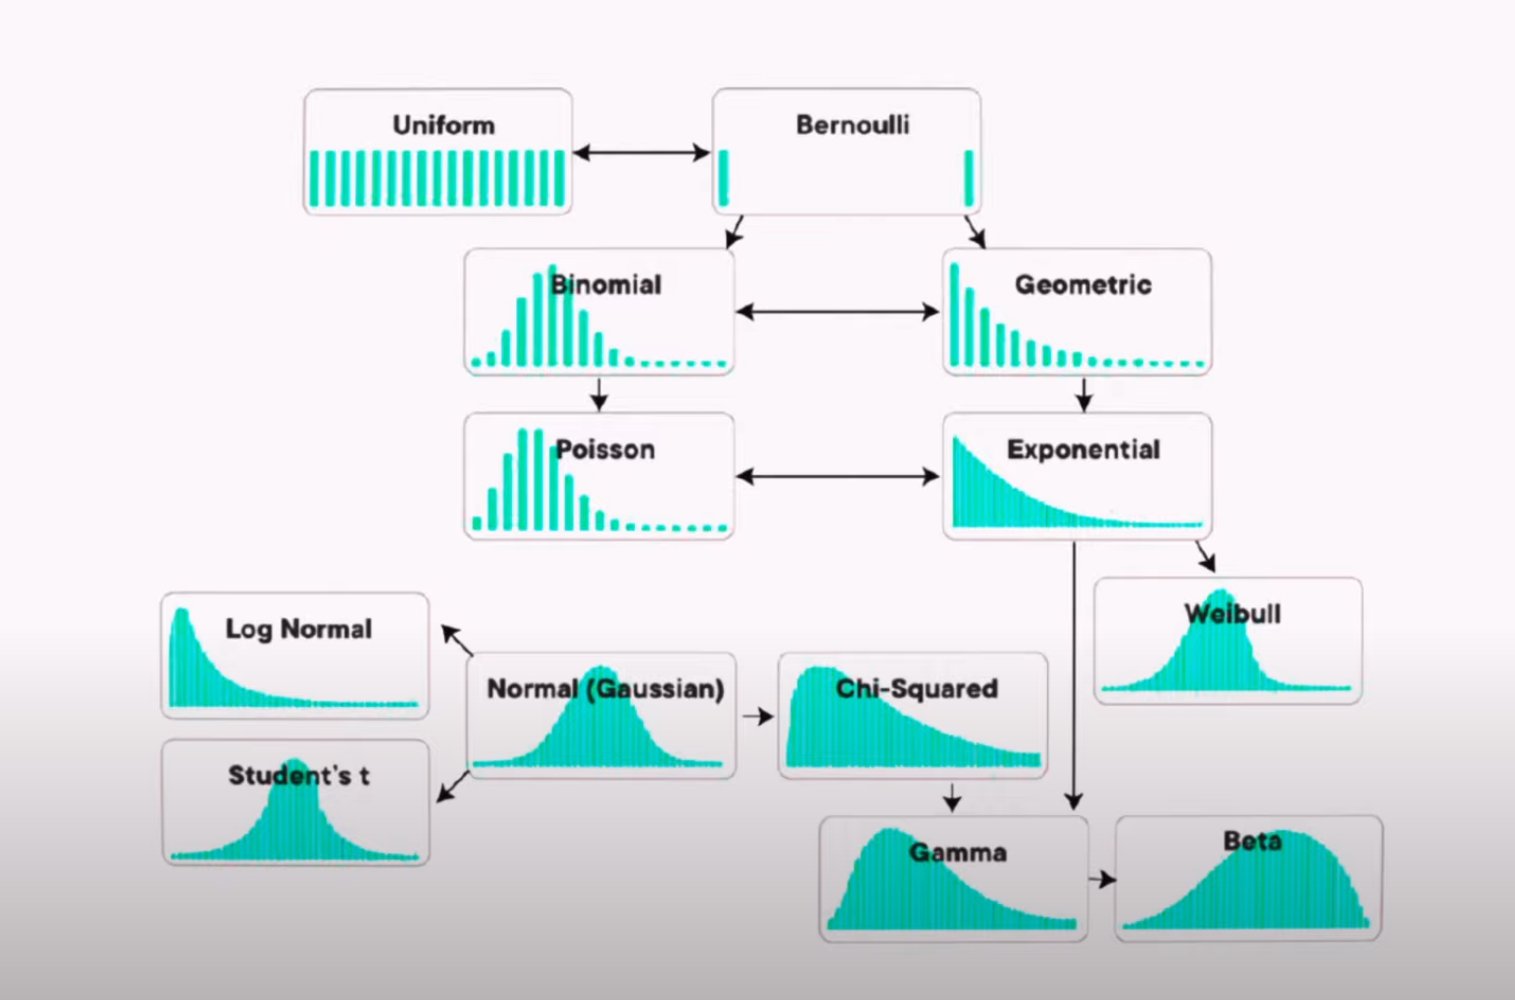 Uniform
Bernoulli
Binomial
Geometric
Poisson
Exponential
Weibull
Log Normal
Normal (Gaussian)
Chi-Squared
Student's t
Gamma
Beta